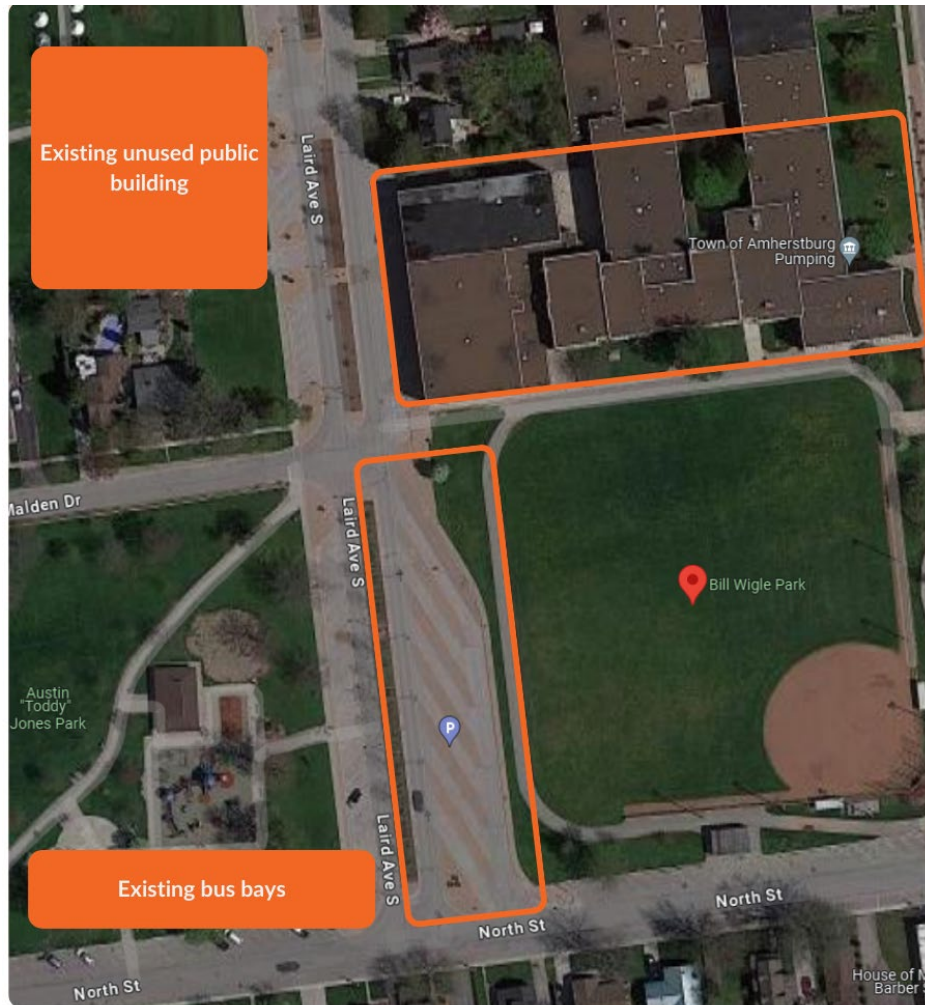 Existing unused public
building
Laird Ave S
Town of Amherstburg
Pumping
Malden Dr
Laird Ave S
Bill Wigle Park
Austin
"Toddy"
Jones Park
P
Laird Ave S
Existing bus bays
North St
North St
North St
House of M
Barber S